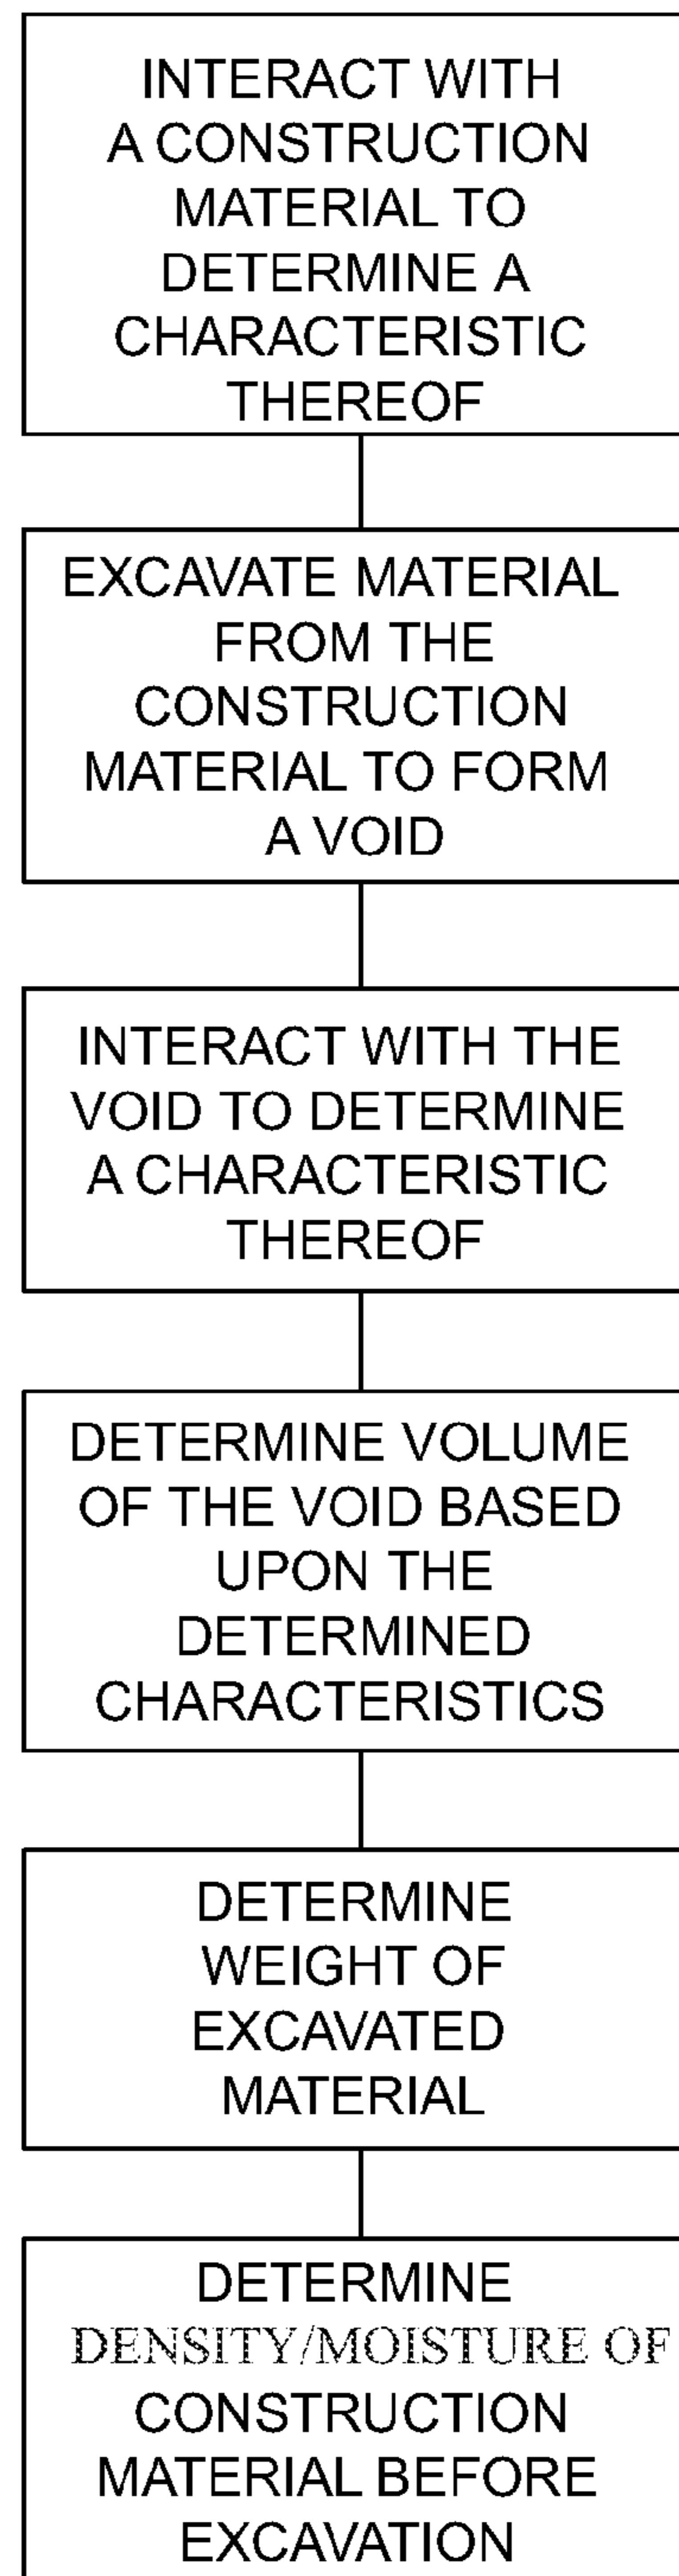 INTERACT WITH
A CONSTRUCTION
MATERIAL TO
DETERMINE A
CHARACTERISTIC
THEREOF
EXCAVATE MATERIAL
FROM THE
CONSTRUCTION
MATERIAL TO FORM
A VOID
INTERACT WITH THE
VOID TO DETERMINE
A CHARACTERISTIC
THEREOF
DETERMINE VOLUME
OF THE VOID BASED
UPON THE
DETERMINED
CHARACTERISTICS
DETERMINE
WEIGHT OF
EXCAVATED
MATERIAL
DETERMINE
DENSITY/MOISTURE OF
CONSTRUCTION
MATERIAL BEFORE
EXCAVATION